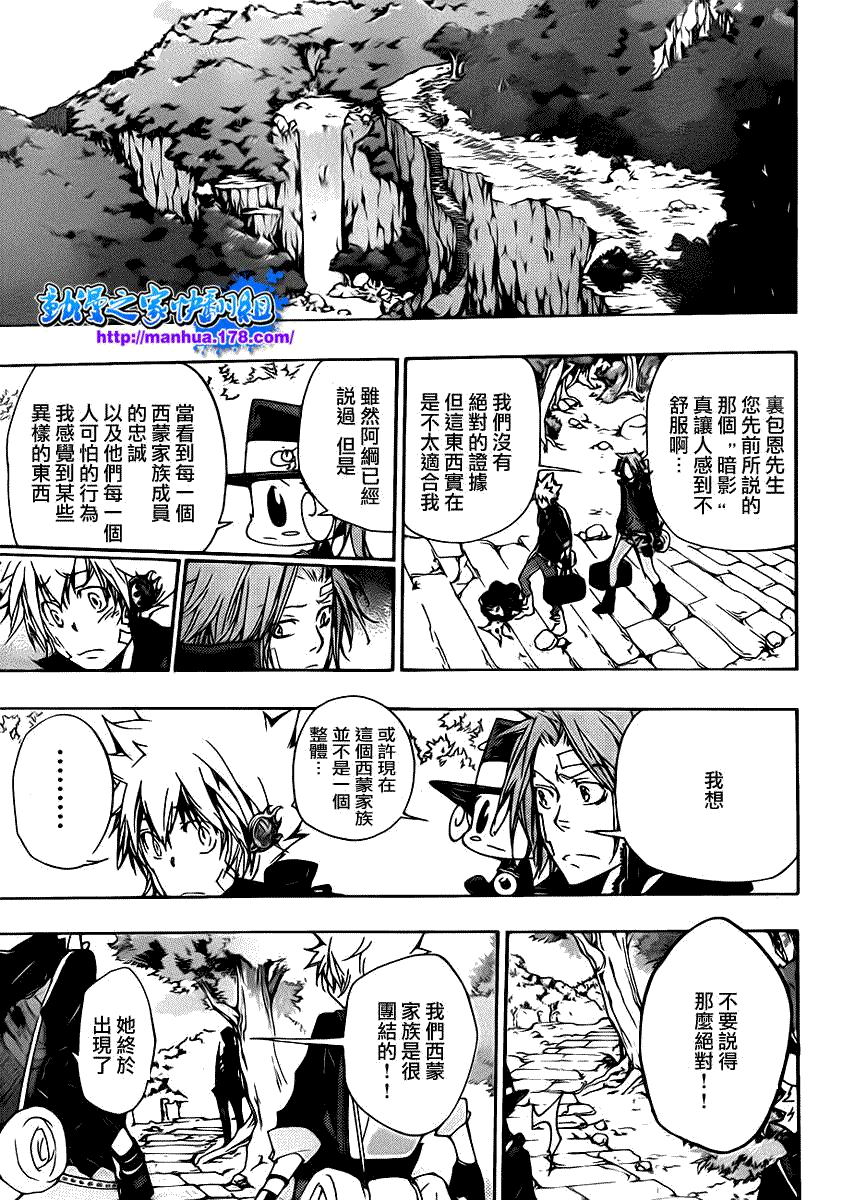 動漫之家快翻組
http://manhua.178.com/
裏包恩先生
您先前所説的
那個”暗影“
真讓人感到不
舒服啊…
我們沒有
絕對的證據
但這東西實在
是不太適合我
雖然阿綱已經
説過 但是
當看到每一個
西蒙家族成員
的忠誠
以及他們每一個
人可怕的行為
我感覺到某些
異樣的東西
我想
或許現在
這個西蒙家族
並不是一個
整體…
………
不要説得
那麼絕對！！
我們西蒙
家族是很
團結的！！
她終於
出現了